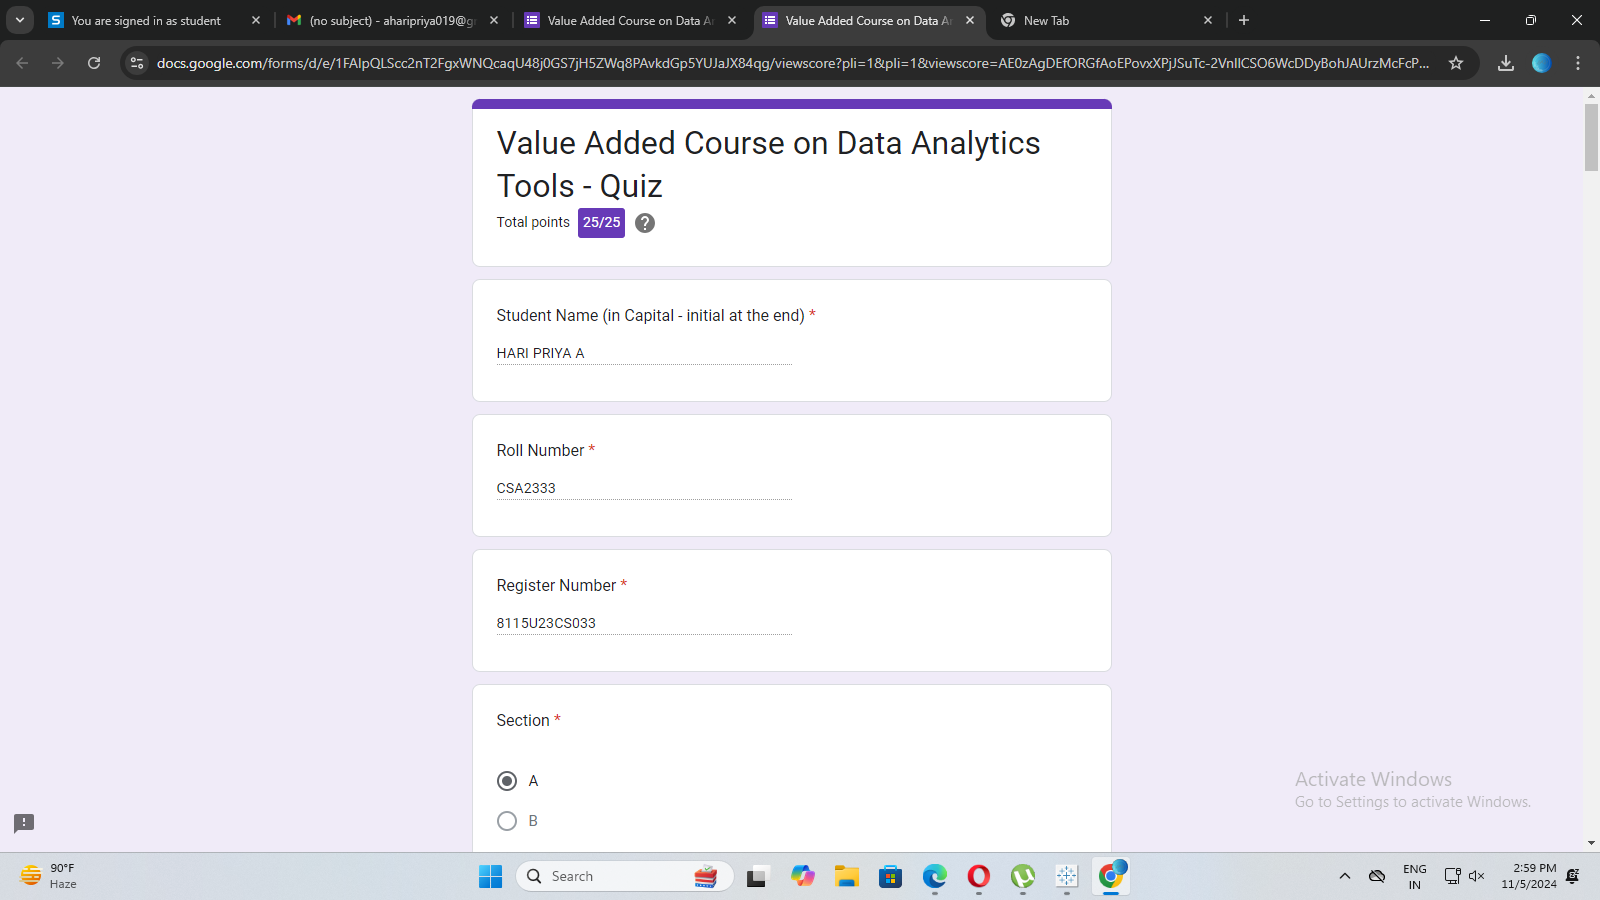 You are signed in as student
(no subject) - aharipriya019@g
Value Added Course on Data A
Value Added Course on Data A
New Tab
docs.google.com/forms/d/e/1FAIpQLScc2nT2FgxWNQcaqU48j0GS7jH5ZWq8PAvkdGp5YUJaJX84qg/viewscore?pli=1&pli=1&viewscore=AE0zAgDEfORGfAoEPovxXPjJSuTc-2VnIlCSO6WcDDyBohJAUrzMcFcP...
Value Added Course on Data Analytics
Tools - Quiz
Total points 25/25
Student Name (in Capital - initial at the end) *
HARI PRIYA A
Roll Number *
CSA2333
Register Number *
8115U23CS033
Section *
A
B
Activate Windows
Go to Settings to activate Windows.
90°F
Haze
Search
ENG
IN
2:59 PM
11/5/2024